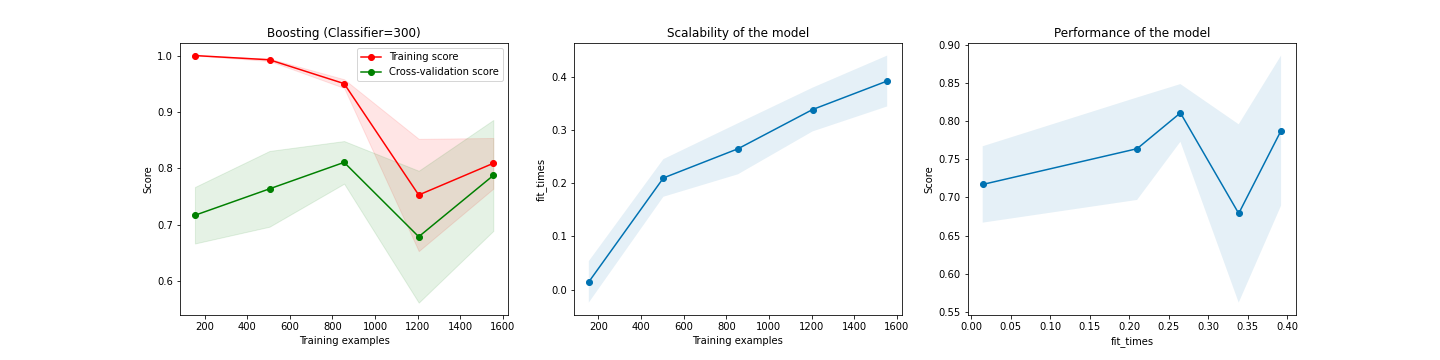 Boosting (Classifier=300)
Training score
Cross-validation score
1.0
0.9
0.8
0.7
0.6
Score
200 400 600 800 1000 1200 1400 1600
Training examples
Scalability of the model
0.4
0.3
0.2
0.1
0.0
fit_times
200 400 600 800 1000 1200 1400 1600
Training examples
Performance of the model
0.90
0.85
0.80
0.75
0.70
0.65
0.60
0.55
Score
0.00 0.05 0.10 0.15 0.20 0.25 0.30 0.35 0.40
fit_times